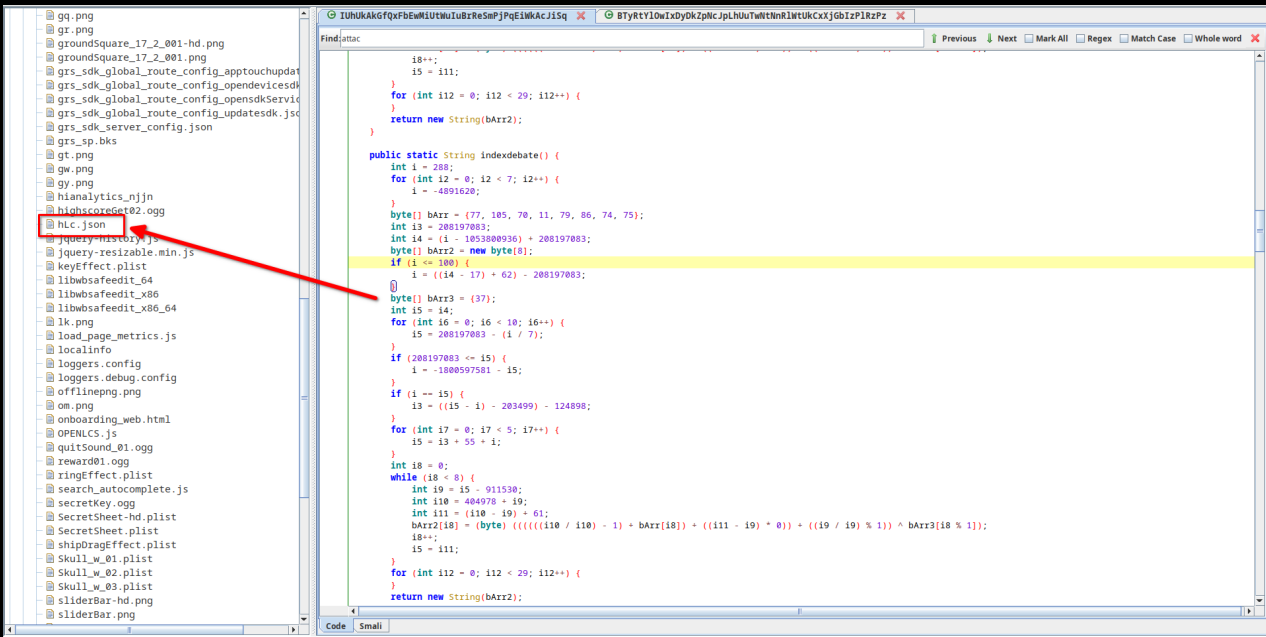 gq.png
gr.png
groundSquare_17_2_001-hd.png
groundSquare_17_2_001.png
grs_sdk_global_route_config_apptouchupdat
grs_sdk_global_route_config_opendevicesdk
grs_sdk_global_route_config_opensdkServic
grs_sdk_global_route_config_updatesdk.jso
grs_sdk_server_config.json
grs_sp.bks
gt.png
gw.png
gy.png
hianalytics_njjn
highscoreGet02.ogg
hLc.json
jquery-history.js
jquery-resizable.min.js
keyEffect.plist
libwbsafeedit_64
libwbsafeedit_x86
libwbsafeedit_x86_64
lk.png
load_page_metrics.js
localinfo
loggers.config
loggers.debug.config
offlinepng.png
om.png
onboarding_web.html
OPENLCS.js
quitSound_01.ogg
reward01.ogg
ringEffect.plist
search_autocomplete.js
secretKey.ogg
SecretSheet-hd.plist
SecretSheet.plist
shipDragEffect.plist
Skull_w_01.plist
Skull_w_02.plist
Skull_w_03.plist
sliderBar-hd.png
sliderBar.png
IUhUkAkGfQxFbEwMiUtWuIuBrReSmPjPqEiWkAcJiSq BTyRtYlOwIxDyDkZpNcJpLhUuTwNtNnRlWtUkCxXjGbIzPlRzPz
Find: attac Previous Next Mark All Regex Match Case Whole word
i8++;
i5 = i11;
}
for (int i12 = 0; i12 < 29; i12++) {
}
return new String(bArr2);
}
public static String indexdebate() {
int i = 288;
for (int i2 = 0; i2 < 7; i2++) {
i = -4891620;
}
byte[] bArr = {77, 105, 70, 11, 79, 86, 74, 75};
int i3 = 208197083;
int i4 = (i - 1053800936) + 208197083;
byte[] bArr2 = new byte[8];
if (i <= 100) {
i = ((i4 - 17) + 62) - 208197083;
}
byte[] bArr3 = {37};
int i5 = i4;
for (int i6 = 0; i6 < 10; i6++) {
i5 = 208197083 - (i / 7);
}
if (208197083 <= i5) {
i = -1800597581 - i5;
}
if (i == i5) {
i3 = ((i5 - i) - 203499) - 124898;
}
for (int i7 = 0; i7 < 5; i7++) {
i5 = i3 + 55 + i;
}
int i8 = 0;
while (i8 < 8) {
int i9 = i5 - 911530;
int i10 = 404978 + i9;
int i11 = (i10 - i9) + 61;
bArr2[i8] = (byte) ((((((i10 / i10) - 1) + bArr[i8]) + ((i11 - i9) * 0)) + ((i9 / i9) % 1)) ^ bArr3[i8 % 1]);
i8++;
i5 = i11;
}
for (int i12 = 0; i12 < 29; i12++) {
}
return new String(bArr2);
Code Smali